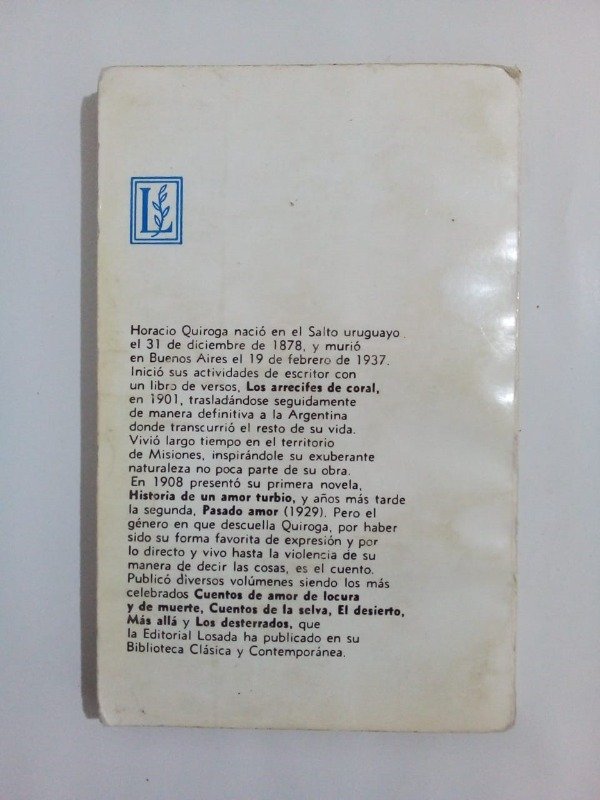 L
Horacio Quiroga nació en el Salto uruguayo
el 31 de diciembre de 1878, y murió
en Buenos Aires el 19 de febrero de 1937.
Inició sus actividades de escritor con
un libro de versos, Los arrecifes de coral,
en 1901, trasladándose seguidamente
de manera definitiva a la Argentina
donde transcurrió el resto de su vida.
Vivió largo tiempo en el territorio
de Misiones, inspirándole su exuberante
naturaleza no poca parte de su obra.
En 1908 presentó su primera novela,
Historia de un amor turbio, y años más tarde
la segunda, Pasado amor (1929). Pero el
género en que descuella Quiroga, por haber
sido su forma favorita de expresión y por
lo directo y vivo hasta la violencia de su
manera de decir las cosas, es el cuento.
Publicó diversos volúmenes siendo los más
celebrados Cuentos de amor de locura
y de muerte, Cuentos de la selva, El desierto,
Más allá y Los desterrados, que
la Editorial Losada ha publicado en su
Biblioteca Clásica y Contemporánea.